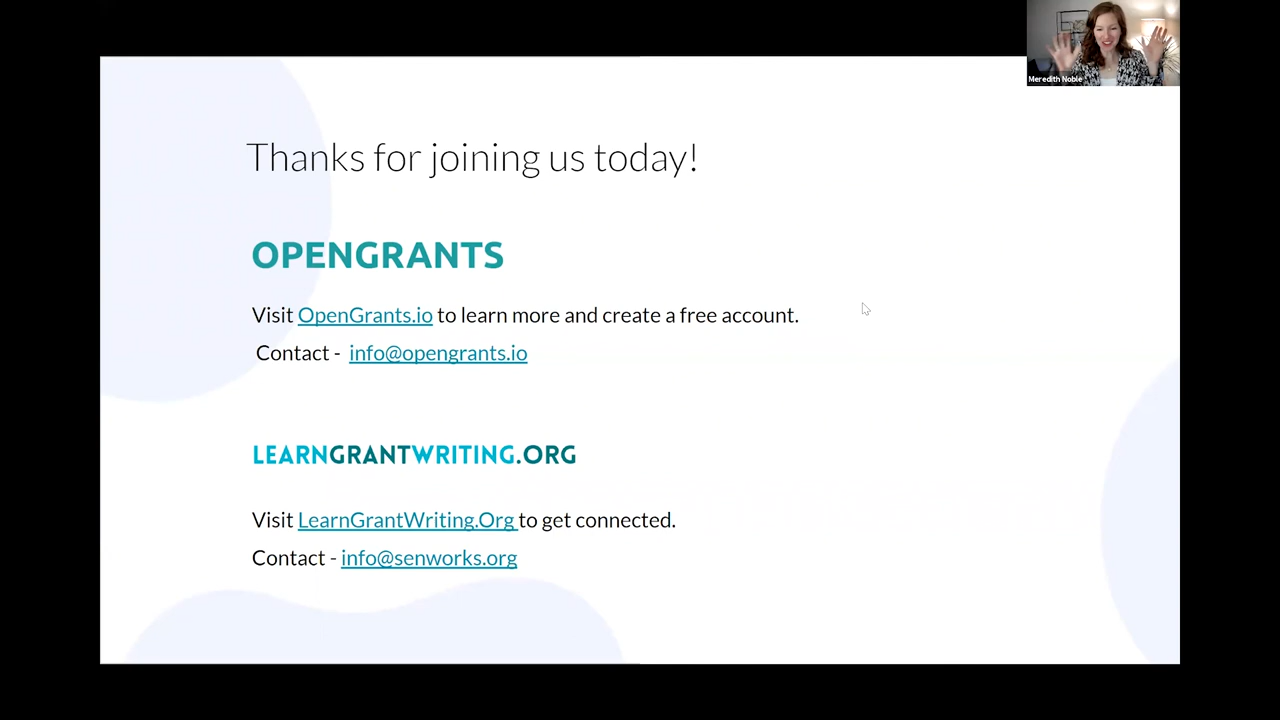 Meredith Noble
Thanks for joining us today!
OPENGRANTS
Visit OpenGrants.io to learn more and create a free account.
Contact - info@opengrants.io
LEARNGRANTWRITING.ORG
Visit LearnGrantWriting.Org to get connected.
Contact - info@senworks.org